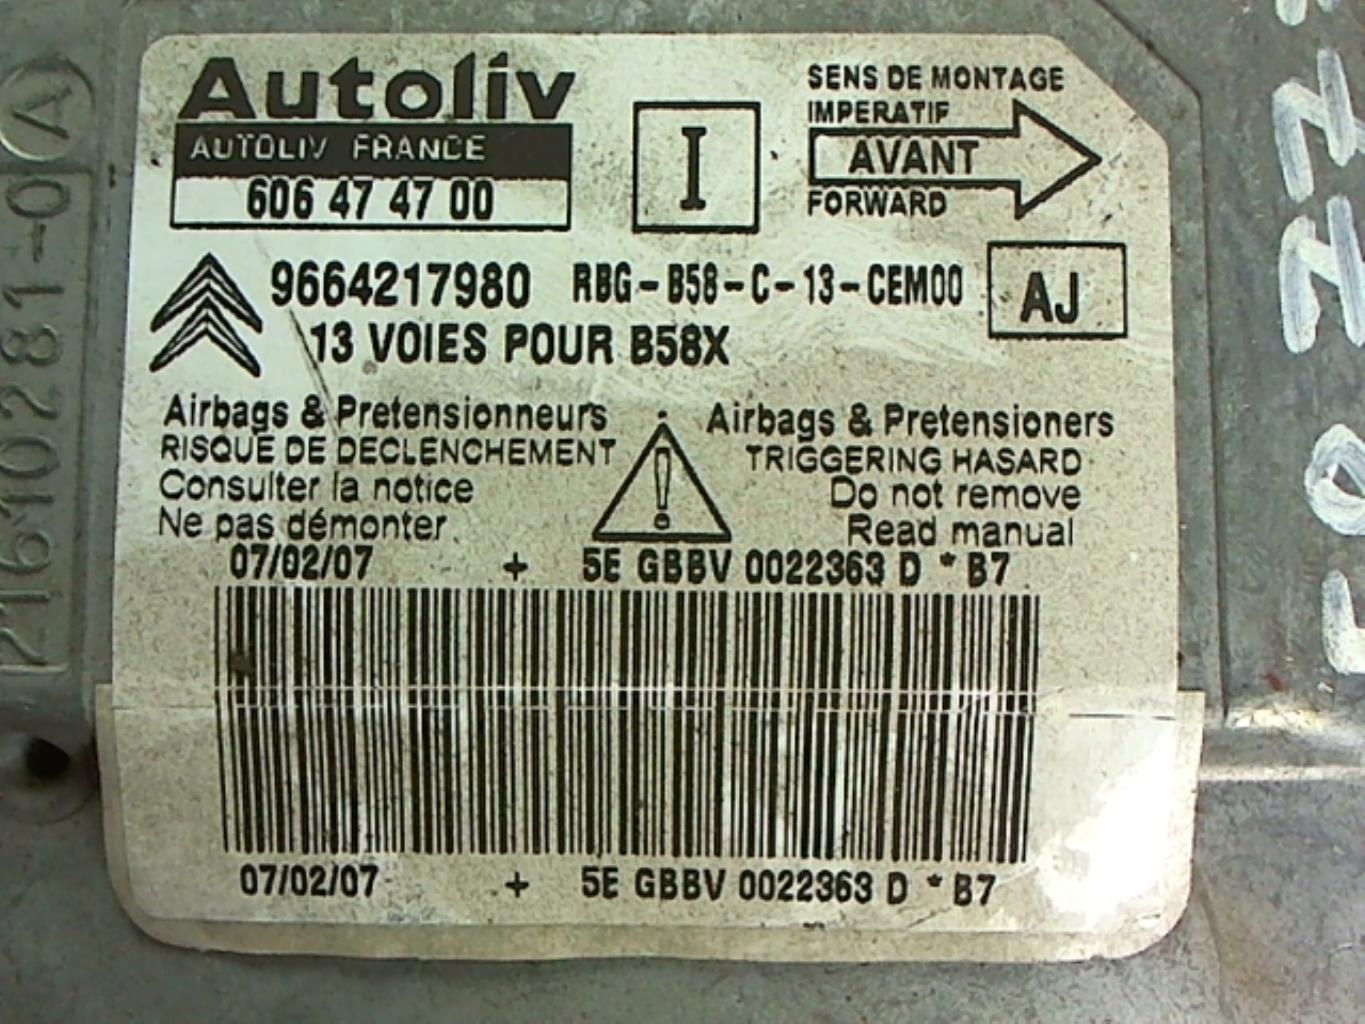 Autoliv
AUTOLIV FRANCE
606 47 47 00
I
SENS DE MONTAGE
IMPERATIF
AVANT
FORWARD
9664217980 RBG-B58-C-13-CEM00
AJ
13 VOIES POUR B58X
Airbags & Pretensionneurs
RISQUE DE DECLENCHEMENT
Consulter la notice
Ne pas démonter
!
Airbags & Pretensioners
TRIGGERING HASARD
Do not remove
Read manual
07/02/07 + 5E GBBV 0022363 D * B7
07/02/07 + 5E GBBV 0022363 D * B7
21610281-0 A